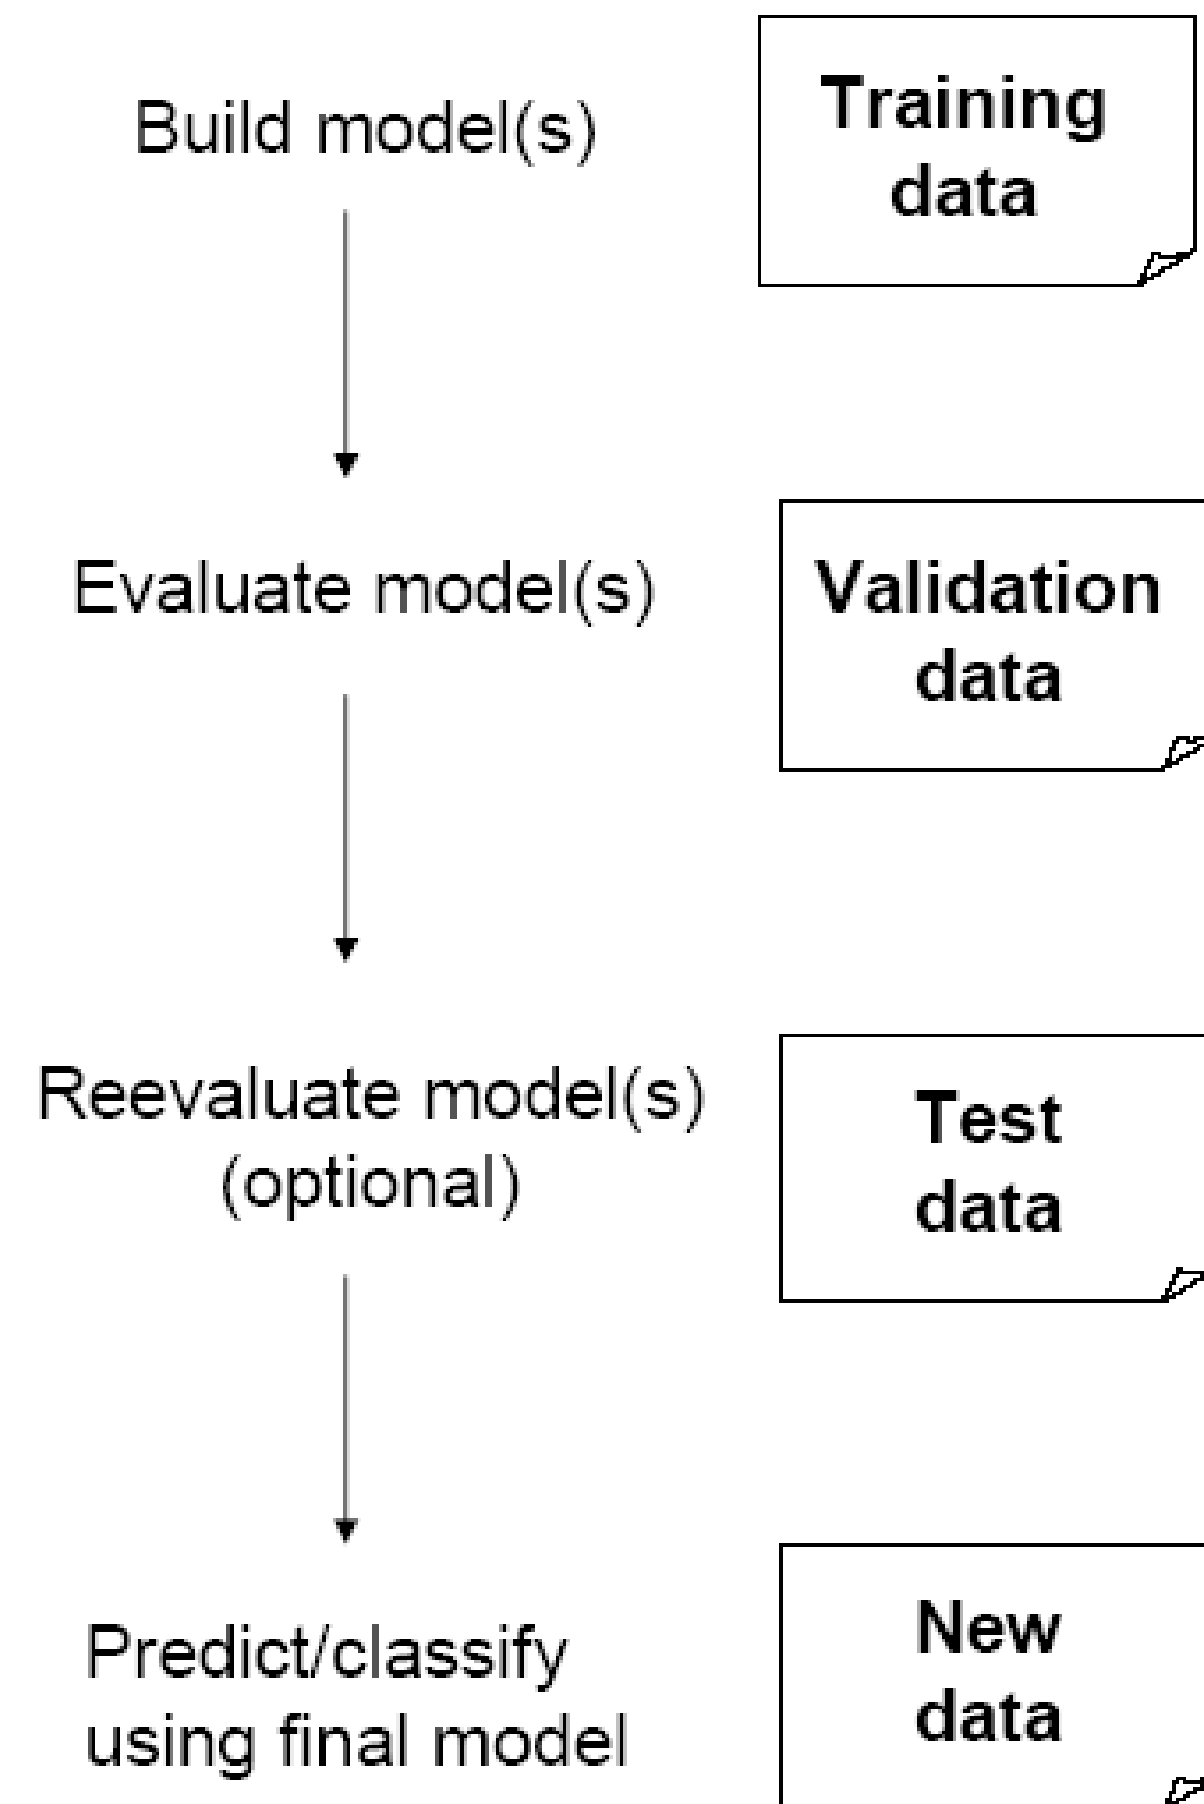 Build model(s)
Training
data
Evaluate model(s)
Validation
data
Reevaluate model(s)
(optional)
Test
data
Predict/classify
using final model
New
data